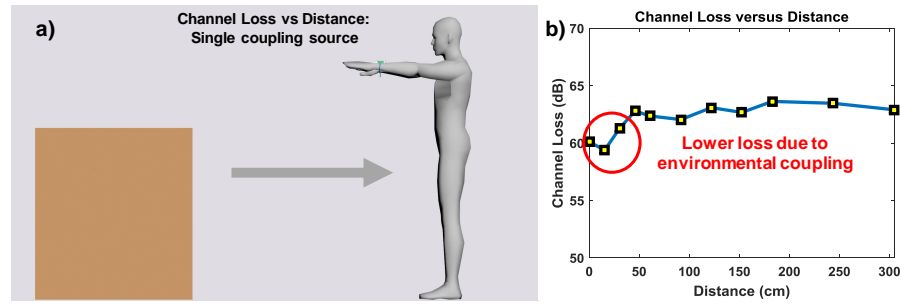 a)
Channel Loss vs Distance:
Single coupling source
b)
Channel Loss versus Distance
Channel Loss (dB)
70
65
60
55
50
Lower loss due to
environmental coupling
0
50
100
150
200
250
300
Distance (cm)